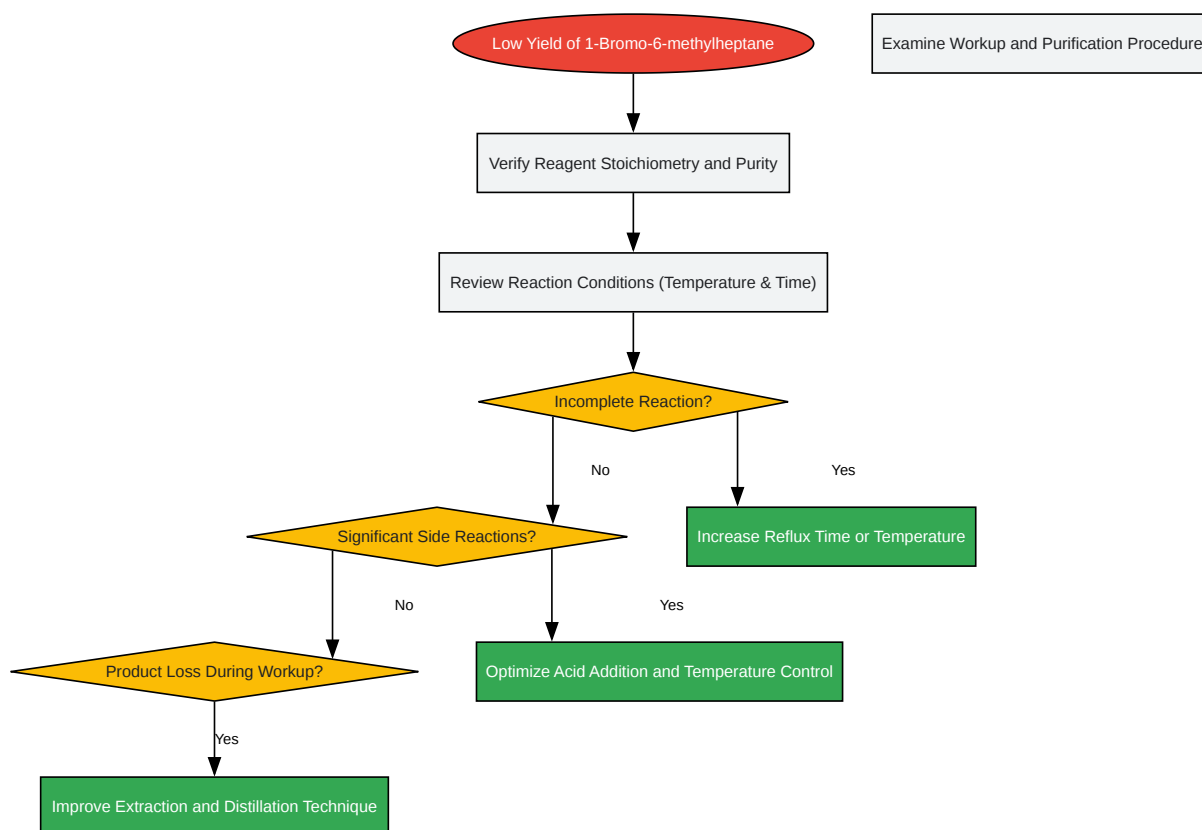 Low Yield of 1-Bromo-6-methylheptane
Examine Workup and Purification Procedure
Verify Reagent Stoichiometry and Purity
Review Reaction Conditions (Temperature & Time)
Incomplete Reaction?
No
Yes
Significant Side Reactions?
Increase Reflux Time or Temperature
No
Yes
Product Loss During Workup?
Optimize Acid Addition and Temperature Control
Yes
Improve Extraction and Distillation Technique